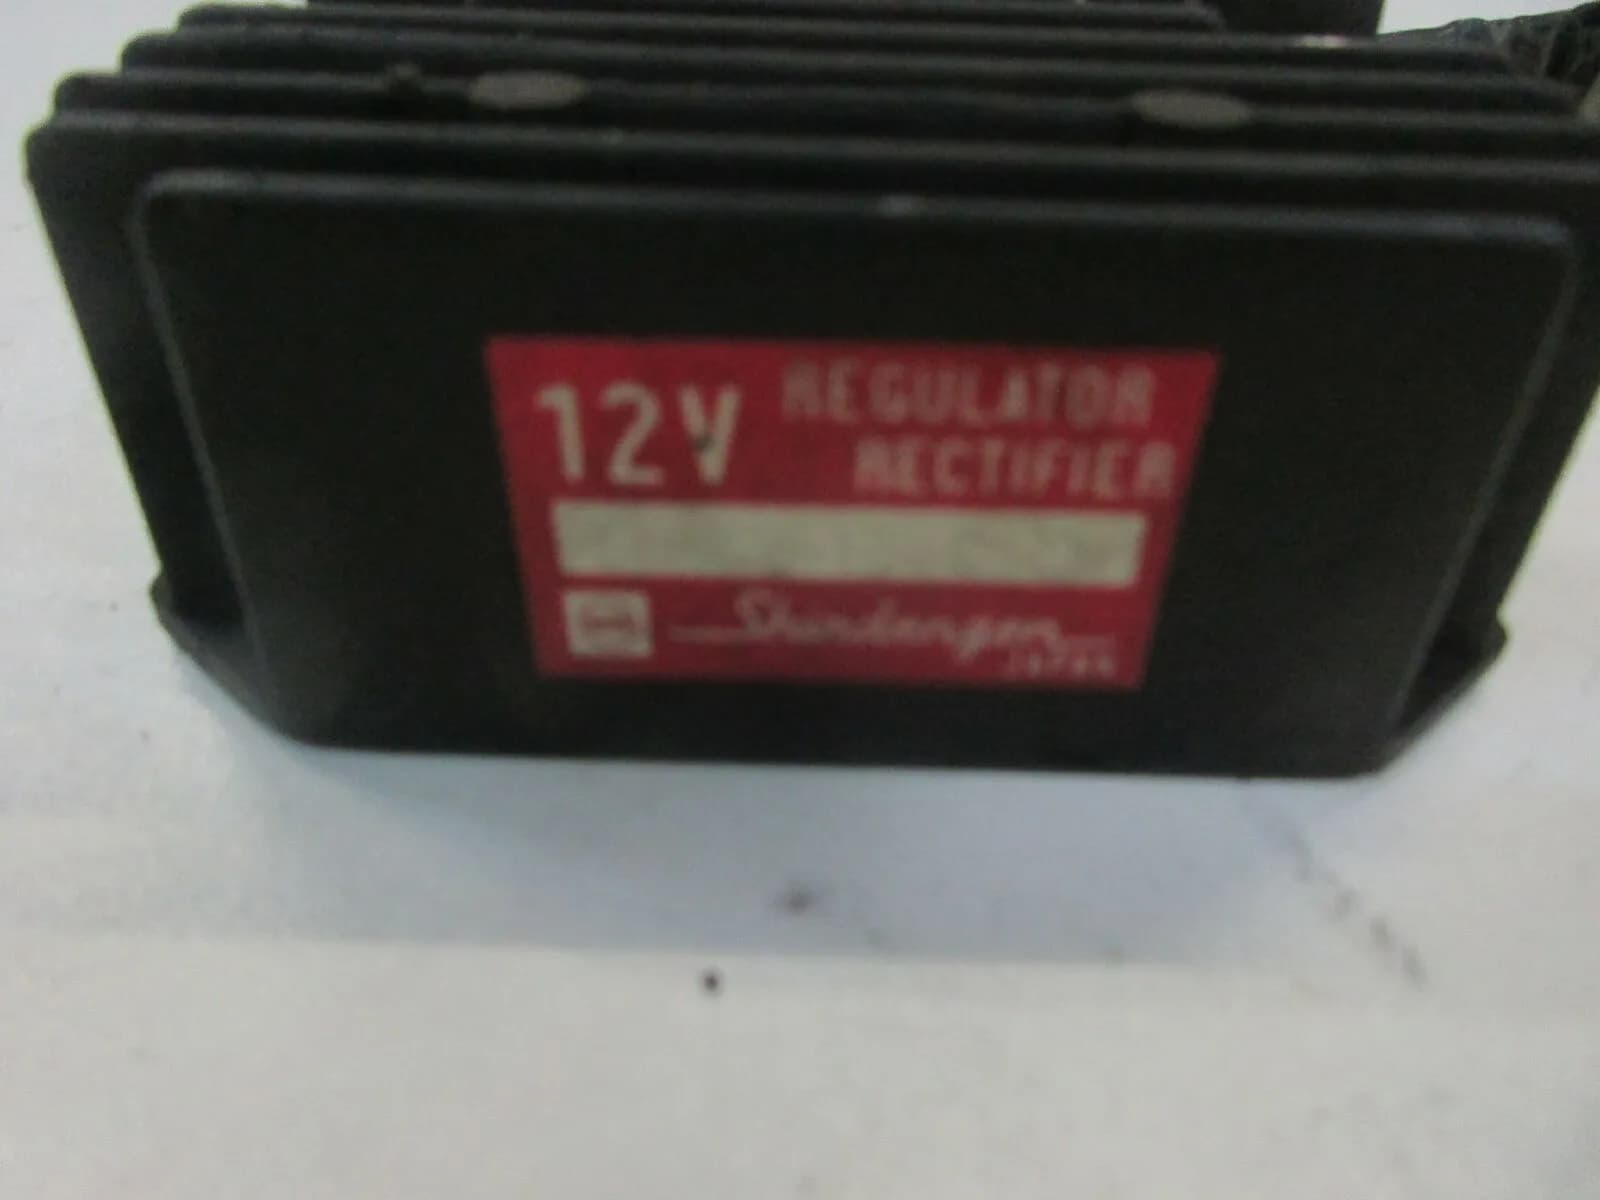 12V REGULATOR
RECTIFIER
Shindengen
JAPAN